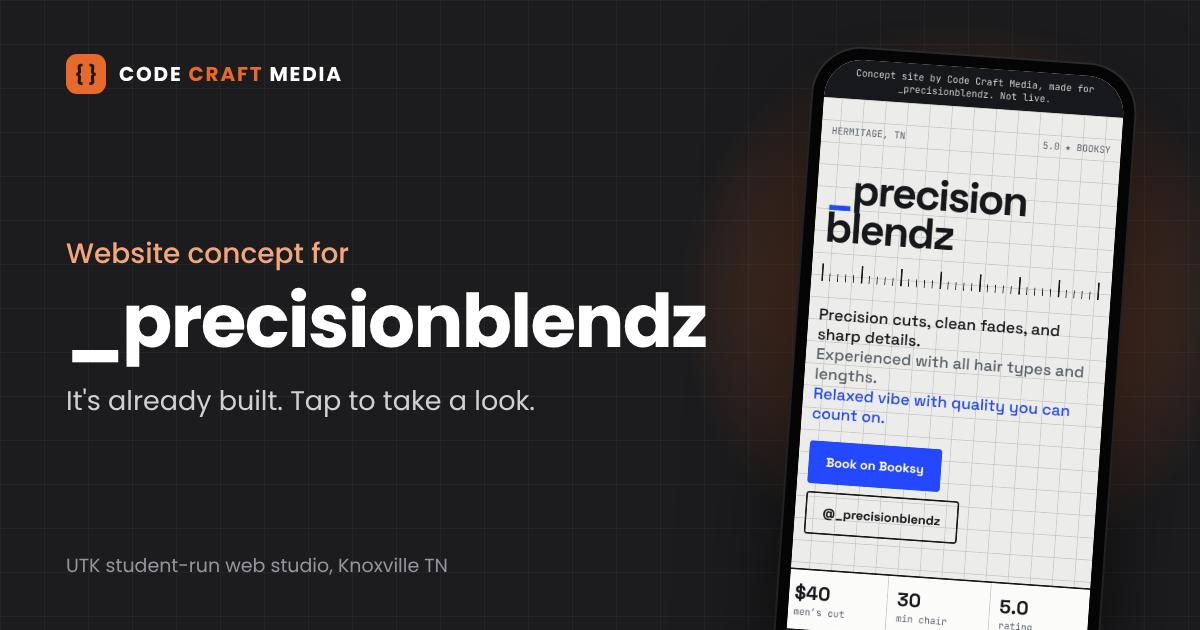 { } CODE CRAFT MEDIA
Website concept for
_precisionblendz
It's already built. Tap to take a look.
UTK student-run web studio, Knoxville TN
Concept site by Code Craft Media, made for
_precisionblendz. Not live.
HERMITAGE, TN
5.0 ★ BOOKSY
_precision
blendz
Precision cuts, clean fades, and
sharp details.
Experienced with all hair types and
lengths.
Relaxed vibe with quality you can
count on.
Book on Booksy
@_precisionblendz
$40
men's cut
30
min chair
5.0
rating